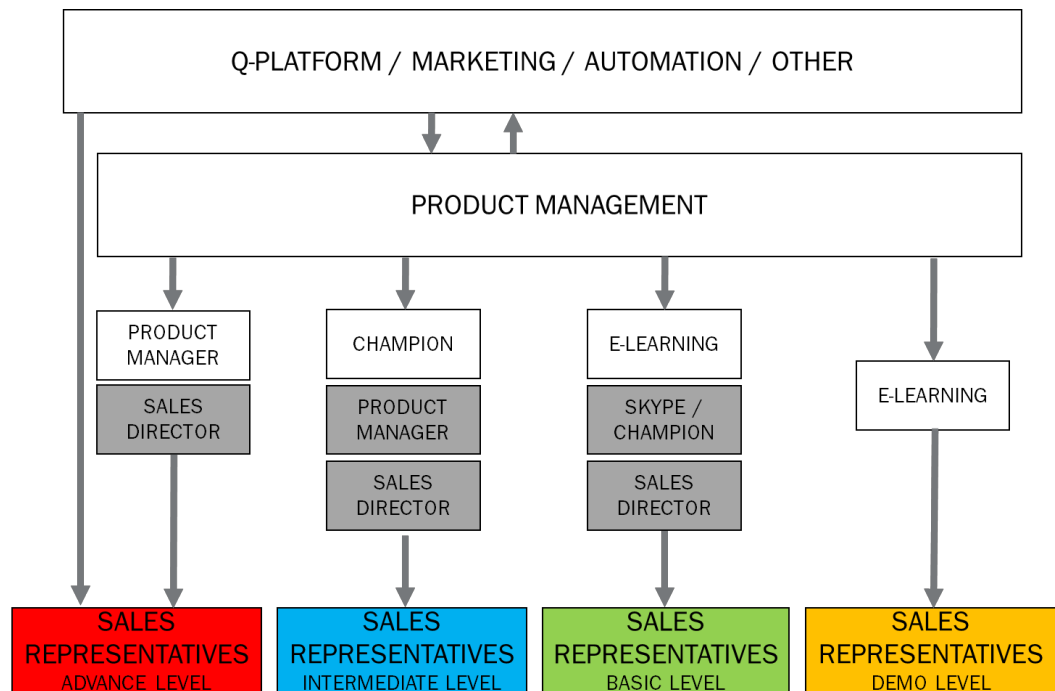 Q-PLATFORM / MARKETING / AUTOMATION / OTHER
PRODUCT MANAGEMENT
PRODUCT
MANAGER
SALES
DIRECTOR
CHAMPION
PRODUCT
MANAGER
SALES
DIRECTOR
E-LEARNING
SKYPE /
CHAMPION
SALES
DIRECTOR
E-LEARNING
SALES
REPRESENTATIVES
ADVANCE LEVEL
SALES
REPRESENTATIVES
INTERMEDIATE LEVEL
SALES
REPRESENTATIVES
BASIC LEVEL
SALES
REPRESENTATIVES
DEMO LEVEL